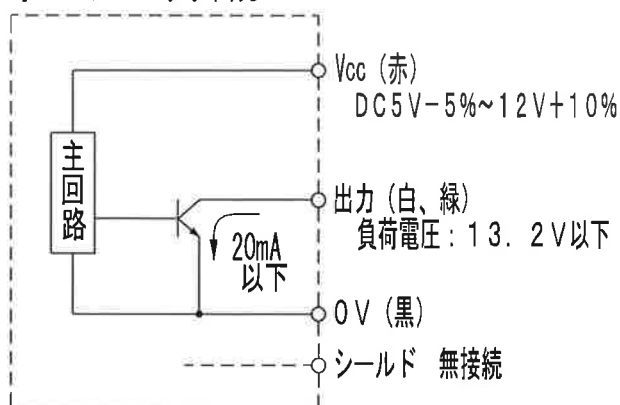 Vcc (赤)
DC5V-5%~12V+10%
主回路
出力 (白、緑)
負荷電圧:13.2V以下
20mA
以下
0V (黒)
シールド 無接続